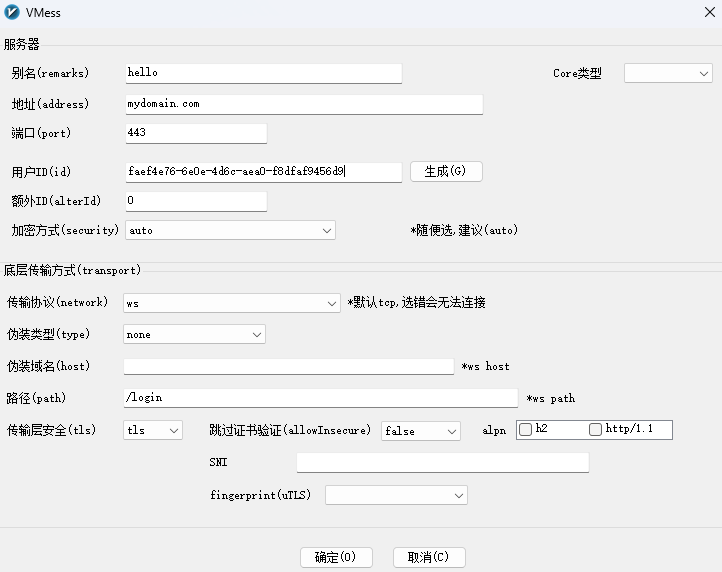 VMess
服务器
别名(remarks) hello Core类型
地址(address) mydomain.com
端口(port) 443
用户ID(id) faef4e76-6e0e-4d6c-aea0-f8dfaf9456d9 生成(G)
额外ID(alterId) 0
加密方式(security) auto *随便选,建议(auto)
底层传输方式(transport)
传输协议(network) ws *默认tcp,选错会无法连接
伪装类型(type) none
伪装域名(host) *ws host
路径(path) /login *ws path
传输层安全(tls) tls 跳过证书验证(allowInsecure) false alpn h2 http/1.1
SNI
fingerprint(uTLS)
确定(O) 取消(C)